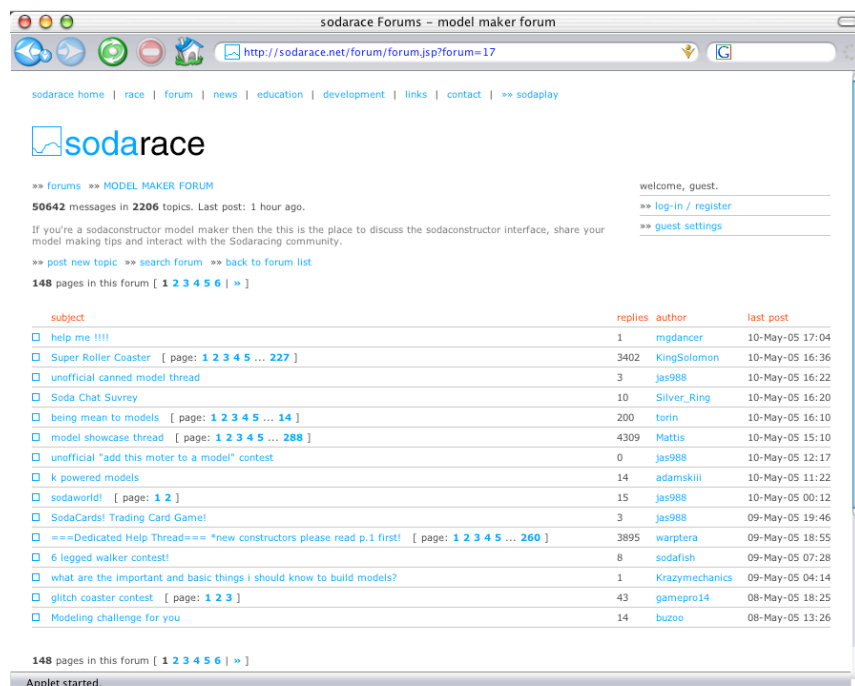 sodarace Forums – model maker forum
http://sodarace.net/forum/forum.jsp?forum=17
G
sodarace home | race | forum | news | education | development | links | contact | »» sodaplay
sodarace
»» forums »» MODEL MAKER FORUM
50642 messages in 2206 topics. Last post: 1 hour ago.
If you're a sodaconstructor model maker then the this is the place to discuss the sodaconstructor interface, share your
model making tips and interact with the Sodaracing community.
»» post new topic »» search forum »» back to forum list
148 pages in this forum [ 1 2 3 4 5 6 | » ]
welcome, guest.
»» log-in / register
»» guest settings
subject replies author last post
help me !!!! 1 mgdancer 10-May-05 17:04
Super Roller Coaster [ page: 1 2 3 4 5 ... 227 ] 3402 KingSolomon 10-May-05 16:36
unofficial canned model thread 3 jas988 10-May-05 16:22
Soda Chat Suvrey 10 Silver_Ring 10-May-05 16:20
being mean to models [ page: 1 2 3 4 5 ... 14 ] 200 torin 10-May-05 16:10
model showcase thread [ page: 1 2 3 4 5 ... 288 ] 4309 Mattis 10-May-05 15:10
unofficial "add this moter to a model" contest 0 jas988 10-May-05 12:17
k powered models 14 adamskiii 10-May-05 11:22
sodaworld! [ page: 1 2 ] 15 jas988 10-May-05 00:12
SodaCards! Trading Card Game! 3 jas988 09-May-05 19:46
===Dedicated Help Thread=== *new constructors please read p.1 first! [ page: 1 2 3 4 5 ... 260 ] 3895 warptera 09-May-05 18:55
6 legged walker contest! 8 sodafish 09-May-05 07:28
what are the important and basic things i should know to build models? 1 Krazymechanics 09-May-05 04:14
glitch coaster contest [ page: 1 2 3 ] 43 gamepro14 08-May-05 18:25
Modeling challenge for you 14 buzoo 08-May-05 13:26
148 pages in this forum [ 1 2 3 4 5 6 | » ]
Applet started.